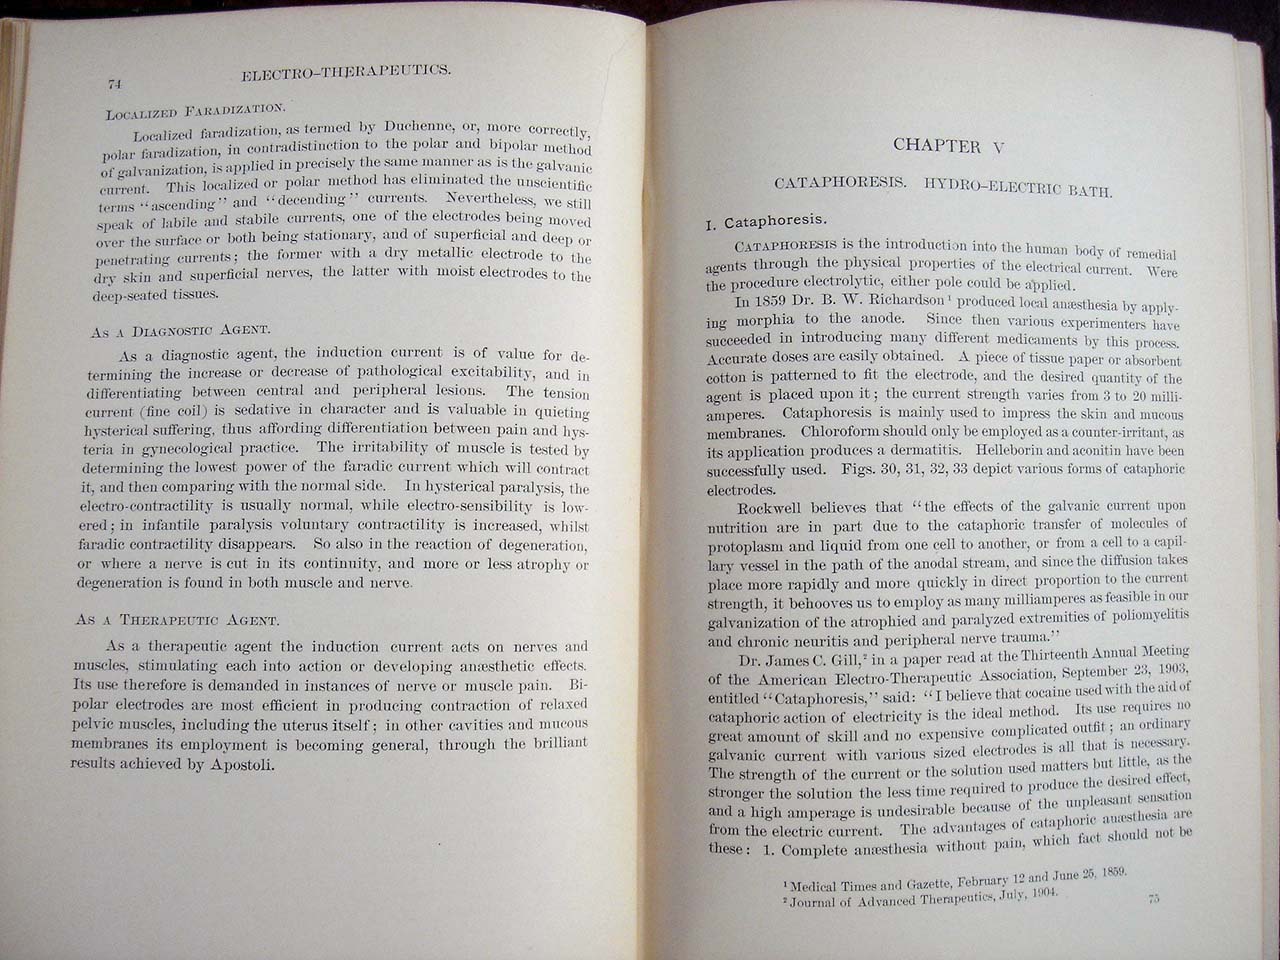 74
ELECTRO-THERAPEUTICS.
LOCALIZED FARADIZATION.
Localized faradization, as termed by Duchenne, or, more correctly,
polar faradization, in contradistinction to the polar and bipolar method
of galvanization, is applied in precisely the same manner as is the galvanic
current. This localized or polar method has eliminated the unscientific
terms "ascending" and "decending" currents. Nevertheless, we still
speak of labile and stabile currents, one of the electrodes being moved
over the surface or both being stationary, and of superficial and deep or
penetrating currents; the former with a dry metallic electrode to the
dry skin and superficial nerves, the latter with moist electrodes to the
deep-seated tissues.
AS A DIAGNOSTIC AGENT.
As a diagnostic agent, the induction current is of value for de-
termining the increase or decrease of pathological excitability, and in
differentiating between central and peripheral lesions. The tension
current (fine coil) is sedative in character and is valuable in quieting
hysterical suffering, thus affording differentiation between pain and hys-
teria in gynecological practice. The irritability of muscle is tested by
determining the lowest power of the faradic current which will contract
it, and then comparing with the normal side. In hysterical paralysis, the
electro-contractility is usually normal, while electro-sensibility is low-
ered; in infantile paralysis voluntary contractility is increased, whilst
faradic contractility disappears. So also in the reaction of degeneration,
or where a nerve is cut in its continuity, and more or less atrophy or
degeneration is found in both muscle and nerve.
AS A THERAPEUTIC AGENT.
As a therapeutic agent the induction current acts on nerves and
muscles, stimulating each into action or developing anæsthetic effects.
Its use therefore is demanded in instances of nerve or muscle pain. Bi-
polar electrodes are most efficient in producing contraction of relaxed
pelvic muscles, including the uterus itself; in other cavities and mucous
membranes its employment is becoming general, through the brilliant
results achieved by Apostoli.
CHAPTER V
CATAPHORESIS. HYDRO-ELECTRIC BATH.
I. Cataphoresis.
CATAPHORESIS is the introduction into the human body of remedial
agents through the physical properties of the electrical current. Were
the procedure electrolytic, either pole could be applied.
In 1859 Dr. B. W. Richardson¹ produced local anæsthesia by apply-
ing morphia to the anode. Since then various experimenters have
succeeded in introducing many different medicaments by this process.
Accurate doses are easily obtained. A piece of tissue paper or absorbent
cotton is patterned to fit the electrode, and the desired quantity of the
agent is placed upon it; the current strength varies from 3 to 20 milli-
amperes. Cataphoresis is mainly used to impress the skin and mucous
membranes. Chloroform should only be employed as a counter-irritant, as
its application produces a dermatitis. Helleborin and aconitin have been
successfully used. Figs. 30, 31, 32, 33 depict various forms of cataphoric
electrodes.
Rockwell believes that "the effects of the galvanic current upon
nutrition are in part due to the cataphoric transfer of molecules of
protoplasm and liquid from one cell to another, or from a cell to a capil-
lary vessel in the path of the anodal stream, and since the diffusion takes
place more rapidly and more quickly in direct proportion to the current
strength, it behooves us to employ as many milliamperes as feasible in our
galvanization of the atrophied and paralyzed extremities of poliomyelitis
and chronic neuritis and peripheral nerve trauma."
Dr. James C. Gill,² in a paper read at the Thirteenth Annual Meeting
of the American Electro-Therapeutic Association, September 23, 1903,
entitled "Cataphoresis," said: "I believe that cocaine used with the aid of
cataphoric action of electricity is the ideal method. Its use requires no
great amount of skill and no expensive complicated outfit; an ordinary
galvanic current with various sized electrodes is all that is necessary.
The strength of the current or the solution used matters but little, as the
stronger the solution the less time required to produce the desired effect,
and a high amperage is undesirable because of the unpleasant sensation
from the electric current. The advantages of cataphoric anæsthesia are
these: 1. Complete anæsthesia without pain, which fact should not be
¹ Medical Times and Gazette, February 12 and June 25, 1859.
² Journal of Advanced Therapeutics, July, 1904.
75